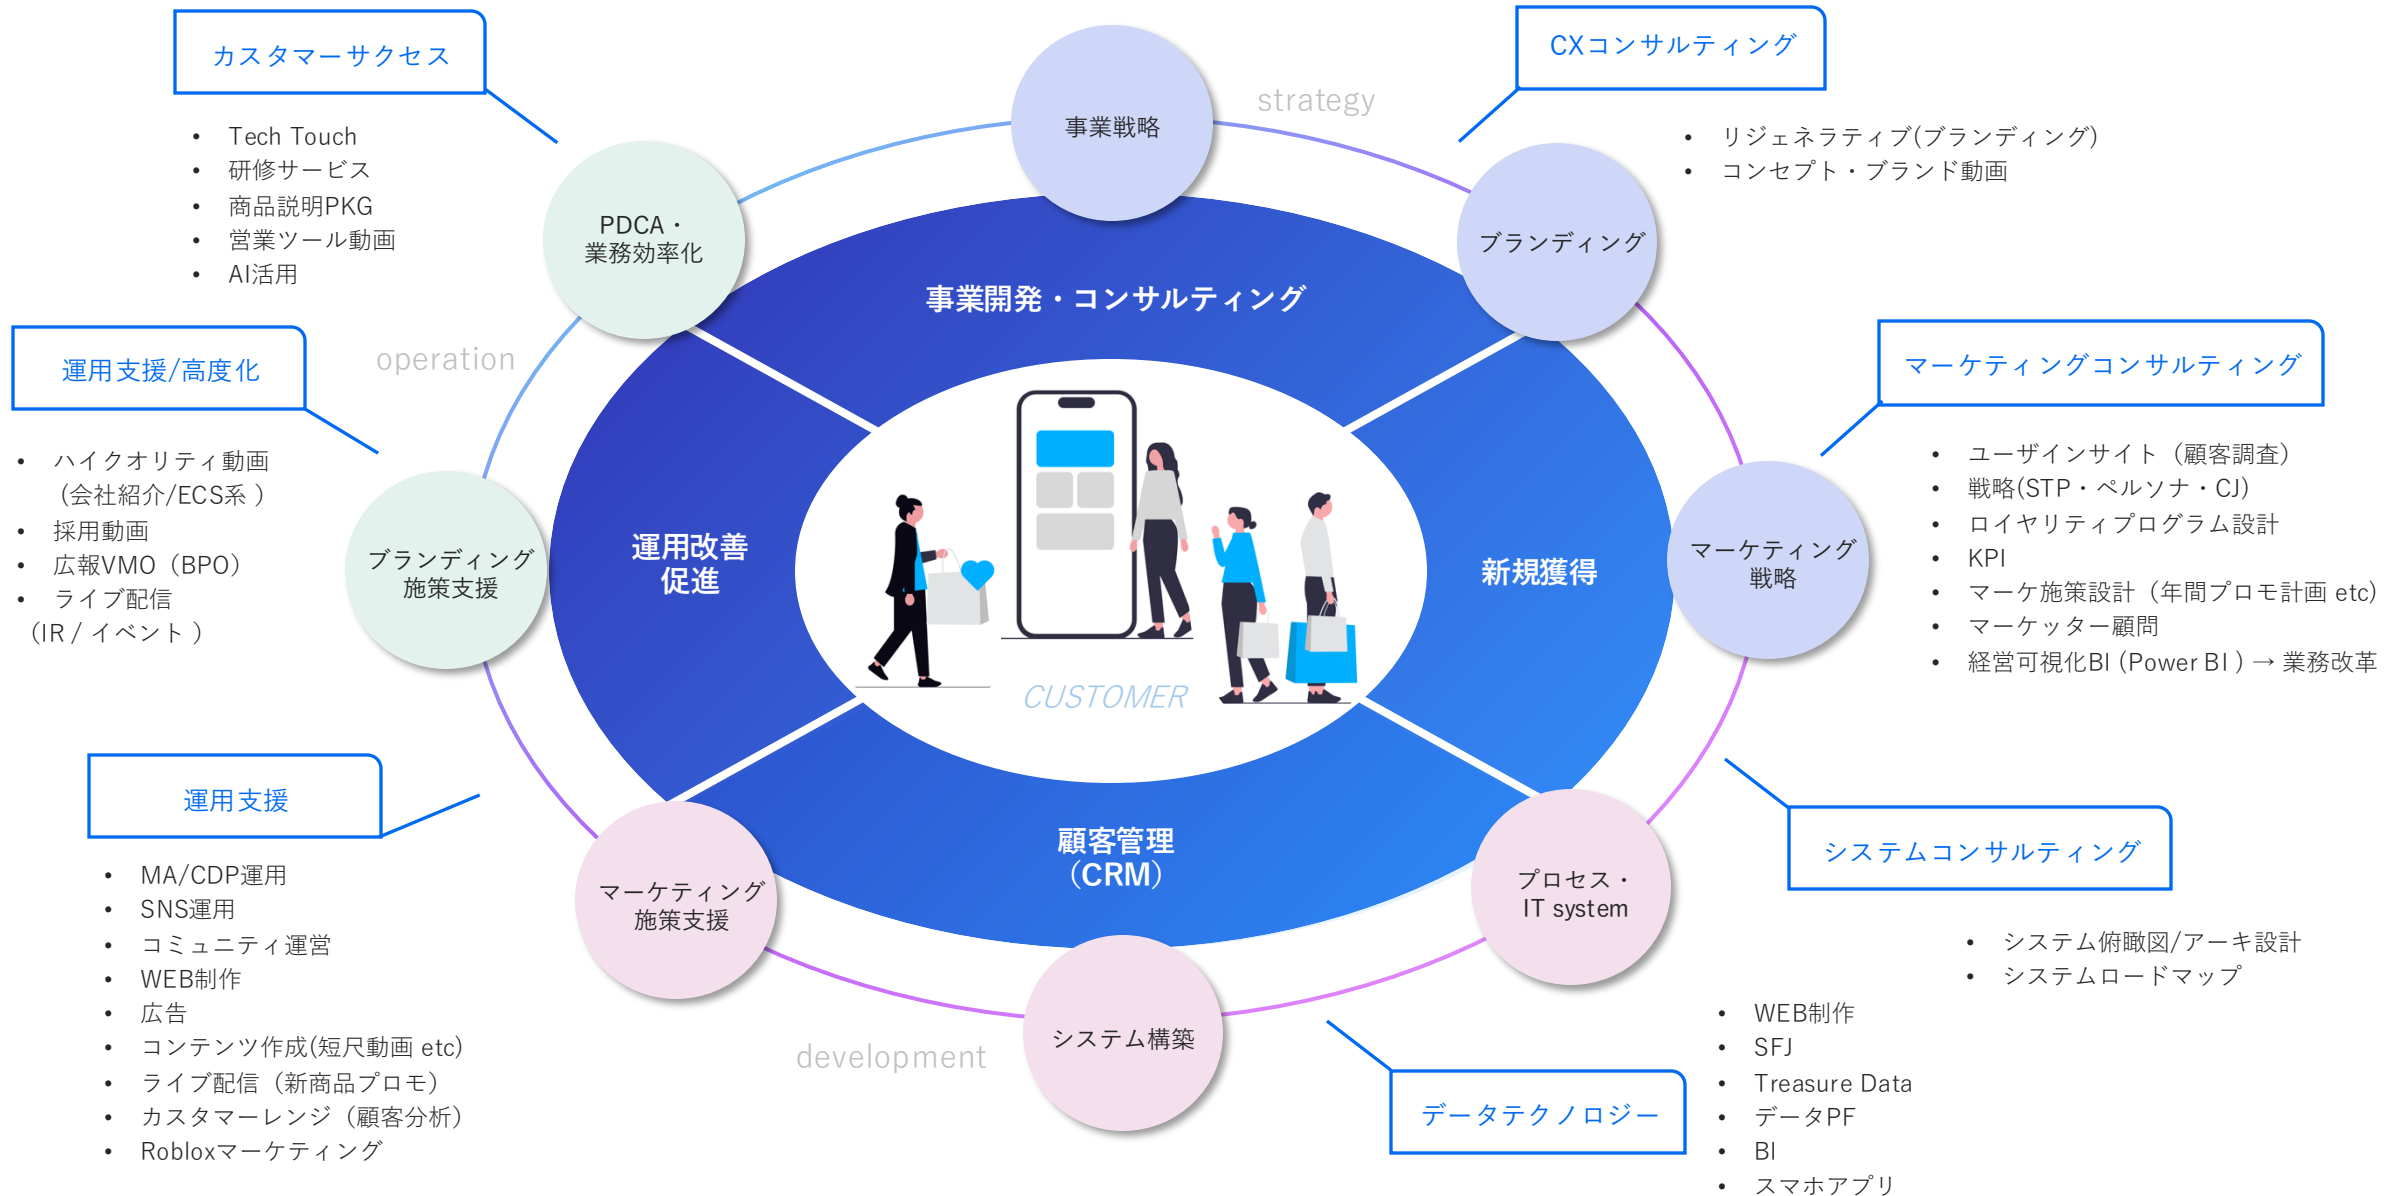 カスタマーサクセス
• Tech Touch
• 研修サービス
• 商品説明PKG
• 営業ツール動画
• AI活用
運用支援/高度化
• ハイクオリティ動画
(会社紹介/ECS系 )
• 採用動画
• 広報VMO（BPO）
• ライブ配信
（IR / イベント ）
運用支援
• MA/CDP運用
• SNS運用
• コミュニティ運営
• WEB制作
• 広告
• コンテンツ作成(短尺動画 etc)
• ライブ配信（新商品プロモ）
• カスタマーレンジ（顧客分析）
• Robloxマーケティング
strategy
operation
development
事業戦略
ブランディング
マーケティング
戦略
プロセス・
IT system
システム構築
マーケティング
施策支援
ブランディング
施策支援
PDCA・
業務効率化
事業開発・コンサルティング
新規獲得
顧客管理
（CRM）
運用改善
促進
CUSTOMER
CXコンサルティング
• リジェネラティブ(ブランディング)
• コンセプト・ブランド動画
マーケティングコンサルティング
• ユーザインサイト（顧客調査）
• 戦略(STP・ペルソナ・CJ)
• ロイヤリティプログラム設計
• KPI
• マーケ施策設計（年間プロモ計画 etc)
• マーケッター顧問
• 経営可視化BI (Power BI ) → 業務改革
システムコンサルティング
• システム俯瞰図/アーキ設計
• システムロードマップ
データテクノロジー
• WEB制作
• SFJ
• Treasure Data
• データPF
• BI
• スマホアプリ